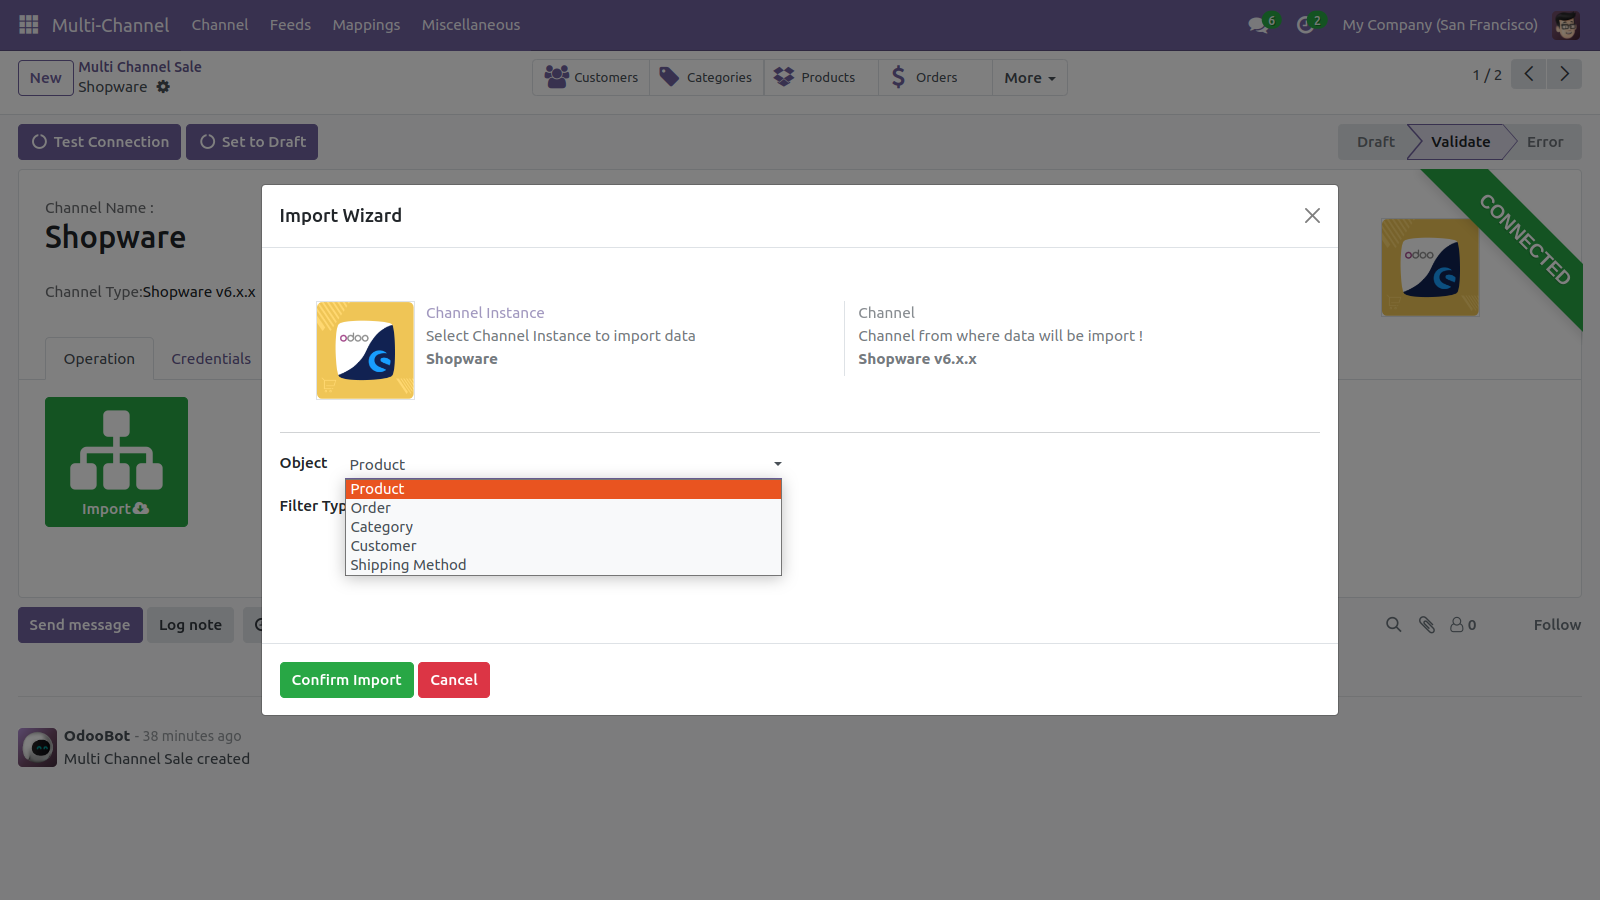 Multi-Channel Channel Feeds Mappings Miscellaneous 6 2 My Company (San Francisco)
New Multi Channel Sale
Shopware
Customers Categories Products Orders More
1 / 2
Test Connection Set to Draft
Draft Validate Error
Channel Name :
Shopware
Channel Type:Shopware v6.x.x
Operation Credentials
Import
CONNECTED
odoo
Import Wizard
odoo
Channel Instance
Select Channel Instance to import data
Shopware
Channel
Channel from where data will be import !
Shopware v6.x.x
Object Product
Filter Typ
Product
Order
Category
Customer
Shipping Method
Confirm Import Cancel
Send message Log note
0 Follow
OdooBot - 38 minutes ago
Multi Channel Sale created